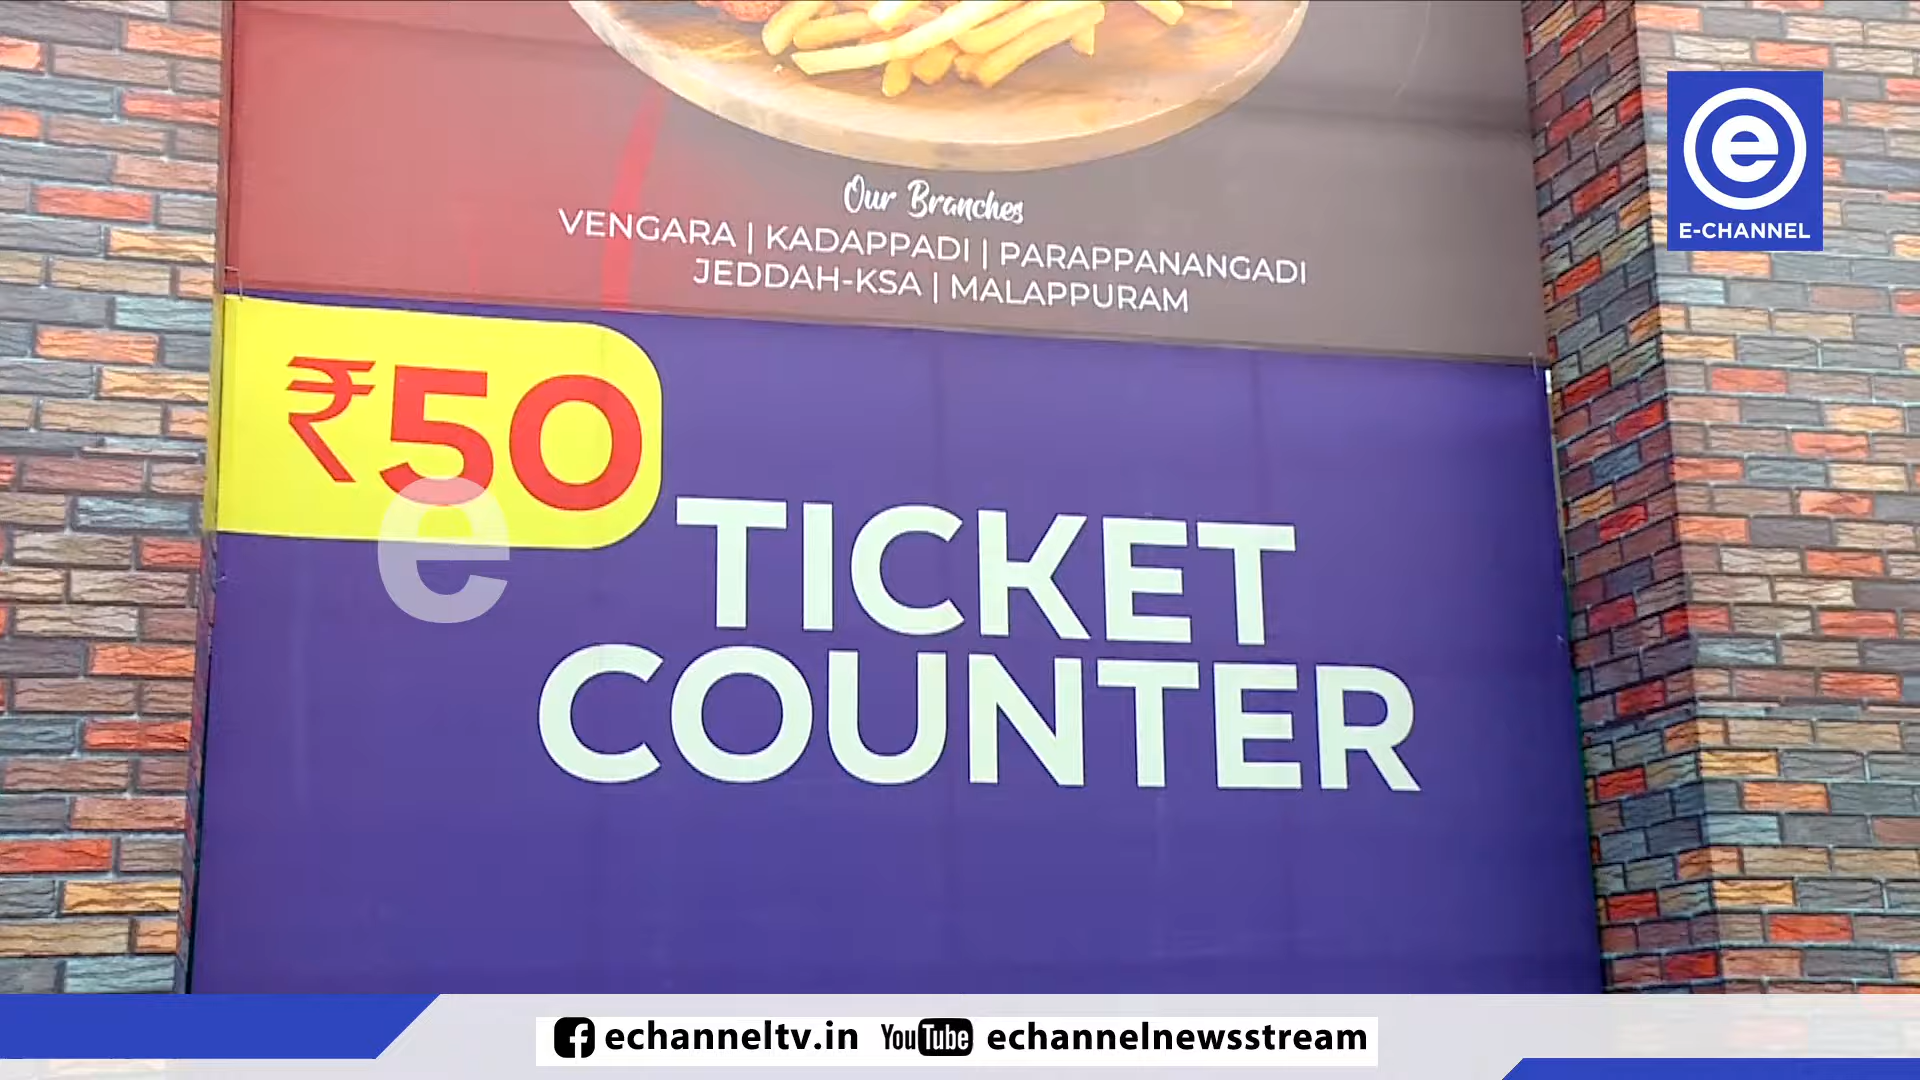 Our Branches
VENGARA | KADAPPADI | PARAPPANANGADI
JEDDAH-KSA | MALAPPURAM
₹50
TICKET
COUNTER
e
e
E-CHANNEL
echanneltv.in YouTube echannelnewsstream